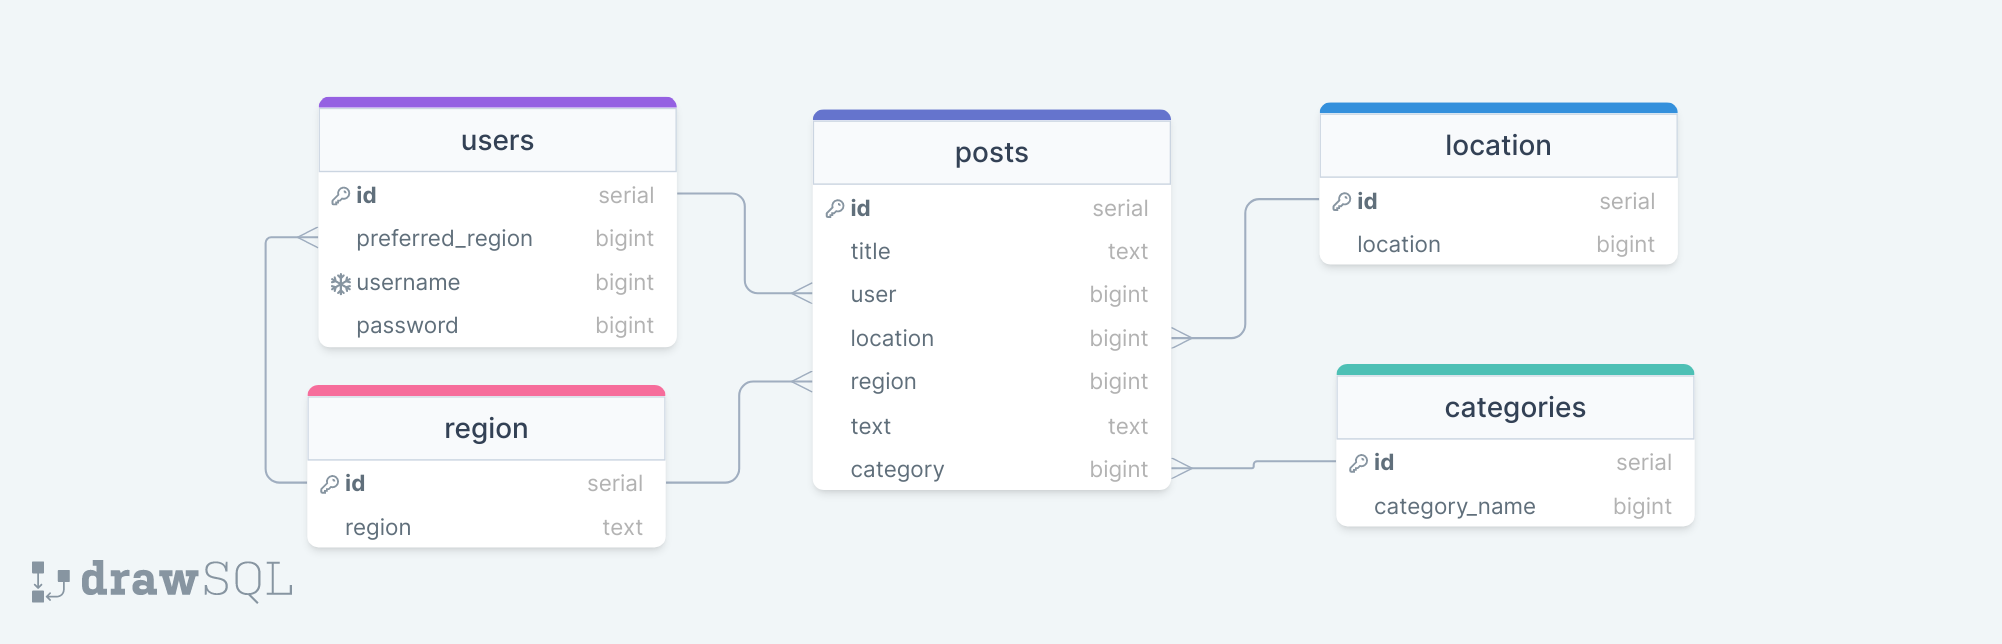 users
id serial
preferred_region bigint
username bigint
password bigint
region
id serial
region text
posts
id serial
title text
user bigint
location bigint
region bigint
text text
category bigint
location
id serial
location bigint
categories
id serial
category_name bigint
drawSQL